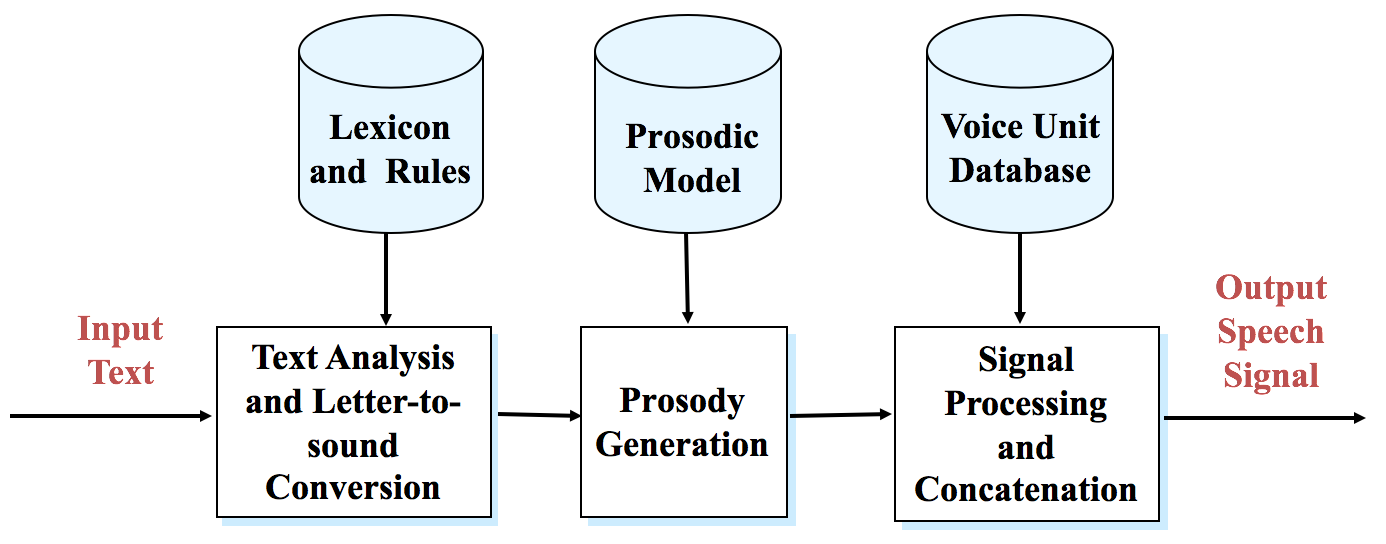 Lexicon
and Rules
Prosodic
Model
Voice Unit
Database
Input
Text
Text Analysis
and Letter-to-
sound
Conversion
Prosody
Generation
Signal
Processing
and
Concatenation
Output
Speech
Signal